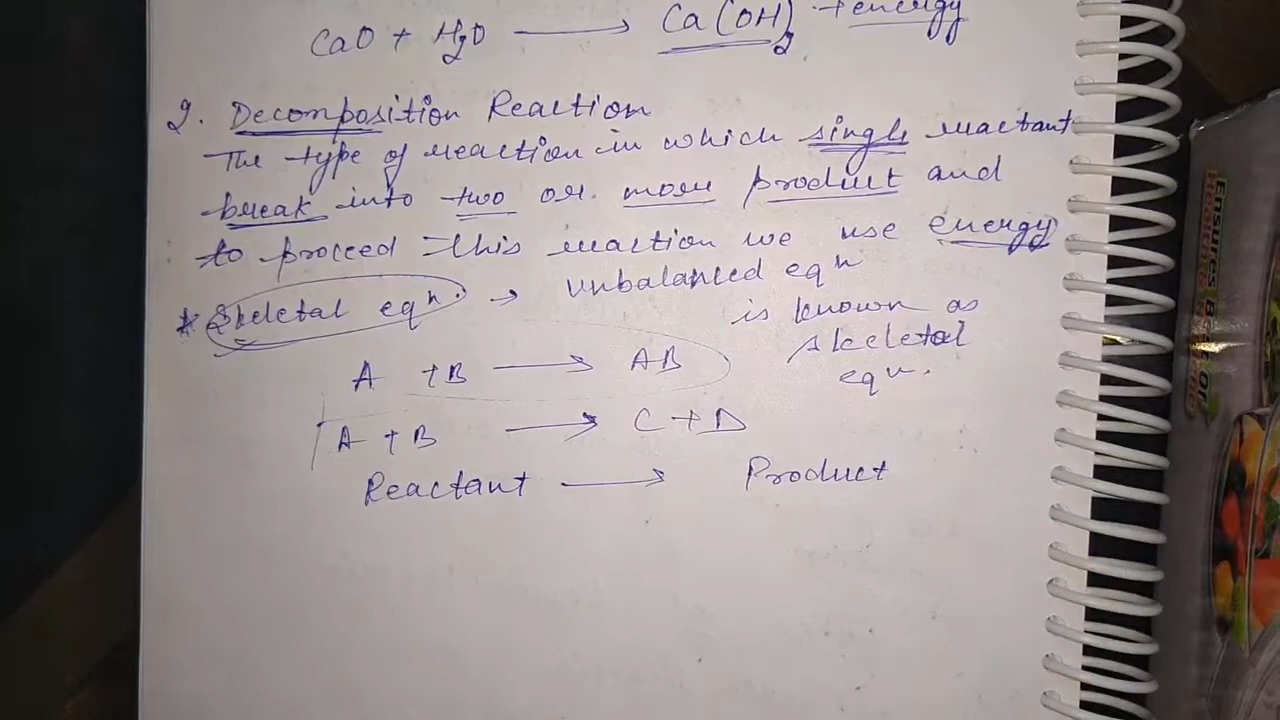 CaO + H2O → Ca(OH)2 + energy
2. Decomposition Reaction
The type of reaction in which single reactant
break into two or. more product and
to proceed this reaction we use energy
* Skeletal eqn. → Unbalanced eqn
is known as
skeletal
eqn.
A + B → AB
A + B → C + D
Reactant → Product
Ensures B